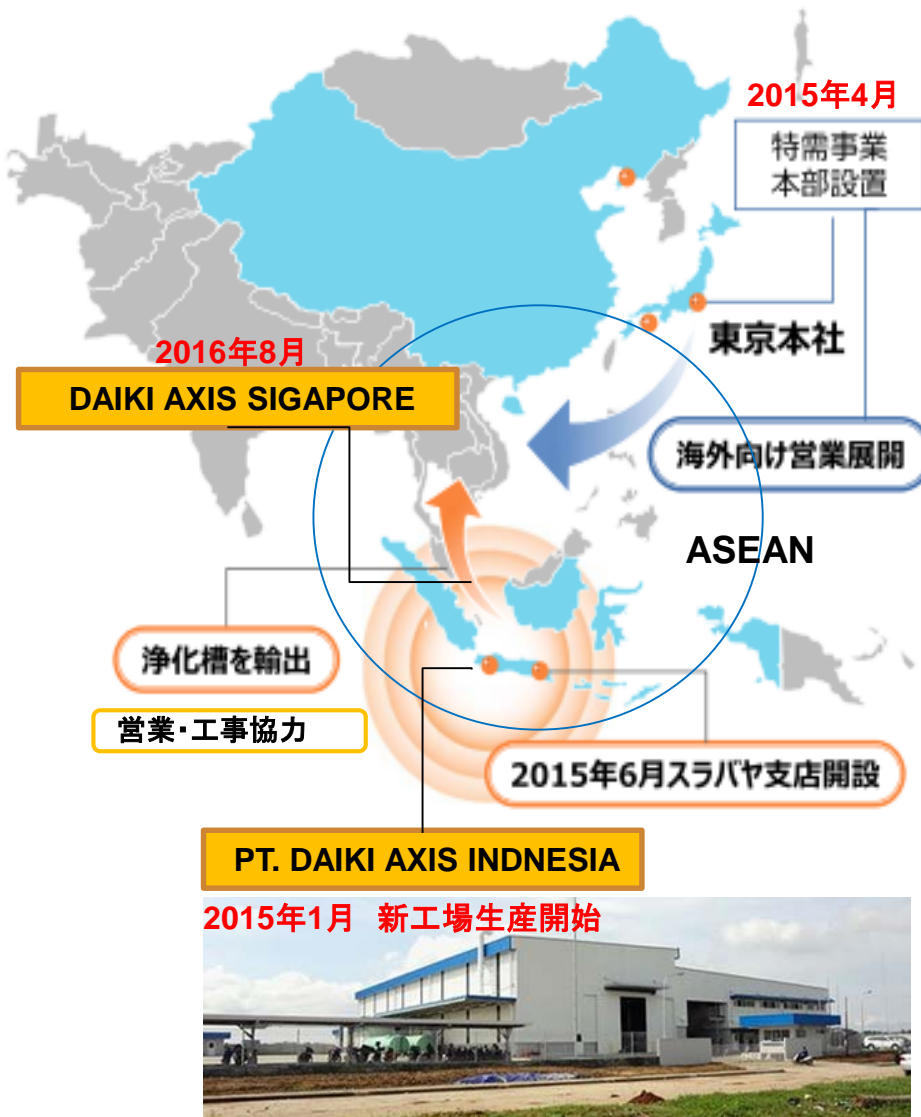 2015年4月
特需事業
本部設置
東京本社
2016年8月
DAIKI AXIS SIGAPORE
海外向け営業展開
ASEAN
浄化槽を輸出
営業・工事協力
2015年6月スラバヤ支店開設
PT. DAIKI AXIS INDNESIA
2015年1月 新工場生産開始